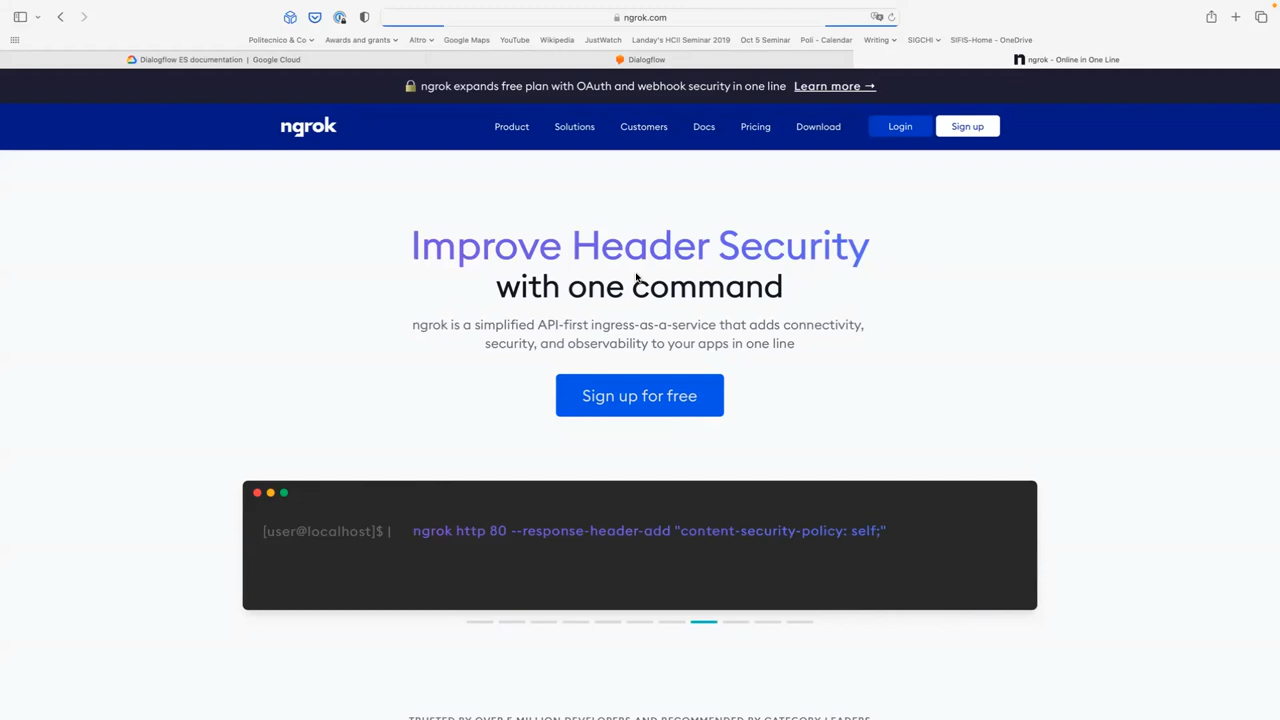 ngrok.com
Politecnico & Co
Awards and grants
Altro
Google Maps
YouTube
Wikipedia
JustWatch
Landay's HCII Seminar 2019
Oct 5 Seminar
Poli - Calendar
Writing
SIGCHI
SIFIS-Home - OneDrive
Dialogflow ES documentation | Google Cloud
Dialogflow
n ngrok - Online in One Line
ngrok expands free plan with OAuth and webhook security in one line Learn more →
ngrok
Product
Solutions
Customers
Docs
Pricing
Download
Login
Sign up
Improve Header Security
with one command
ngrok is a simplified API-first ingress-as-a-service that adds connectivity,
security, and observability to your apps in one line
Sign up for free
[user@localhost]$ | ngrok http 80 --response-header-add "content-security-policy: self;"
TRUSTED BY OVER 5 MILLION DEVELOPERS AND RECOMMENDED BY CATEGORY LEADERS